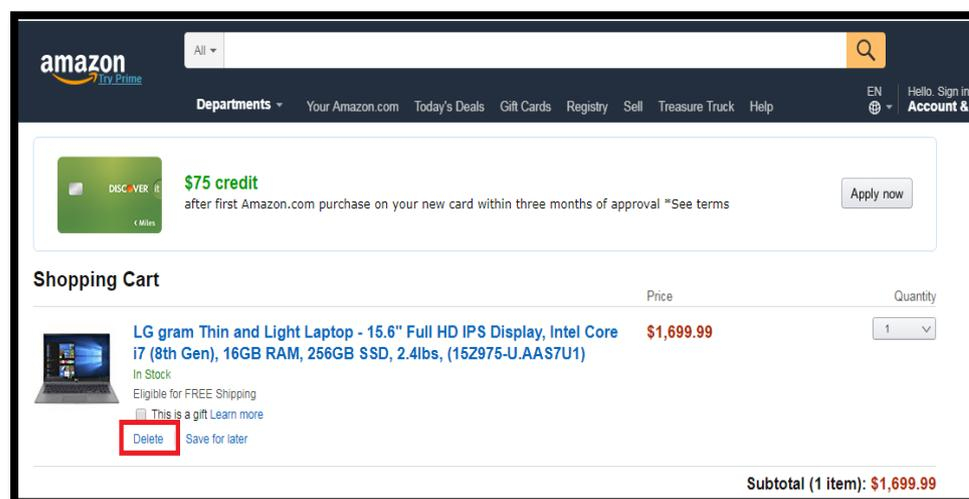 amazon
Try Prime
All
Departments Your Amazon.com Today's Deals Gift Cards Registry Sell Treasure Truck Help
EN
Hello. Sign in
Account &
DISCOVER it
Miles
$75 credit
after first Amazon.com purchase on your new card within three months of approval *See terms
Apply now
Shopping Cart
Price Quantity
LG gram Thin and Light Laptop - 15.6" Full HD IPS Display, Intel Core
i7 (8th Gen), 16GB RAM, 256GB SSD, 2.4lbs, (15Z975-U.AAS7U1)
$1,699.99
1
In Stock
Eligible for FREE Shipping
This is a gift Learn more
Delete Save for later
Subtotal (1 item): $1,699.99